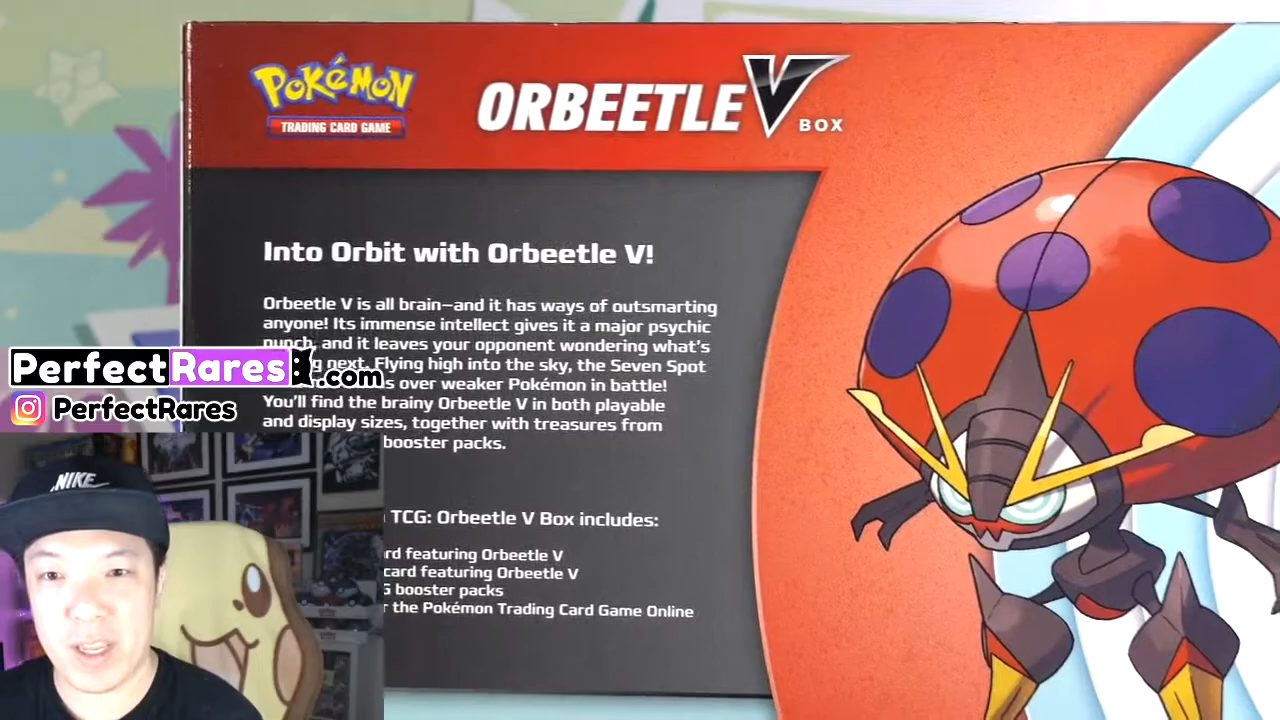 POKéMON
TRADING CARD GAME
ORBEETLE V BOX
Into Orbit with Orbeetle V!
Orbeetle V is all brain—and it has ways of outsmarting
anyone! Its immense intellect gives it a major psychic
punch, and it leaves your opponent wondering what's
next. Flying high into the sky, the Seven Spot
over weaker Pokémon in battle!
You'll find the brainy Orbeetle V in both playable
and display sizes, together with treasures from
booster packs.
TCG: Orbeetle V Box includes:
featuring Orbeetle V
card featuring Orbeetle V
booster packs
the Pokémon Trading Card Game Online
PerfectRares:
.com
PerfectRares
NIKE